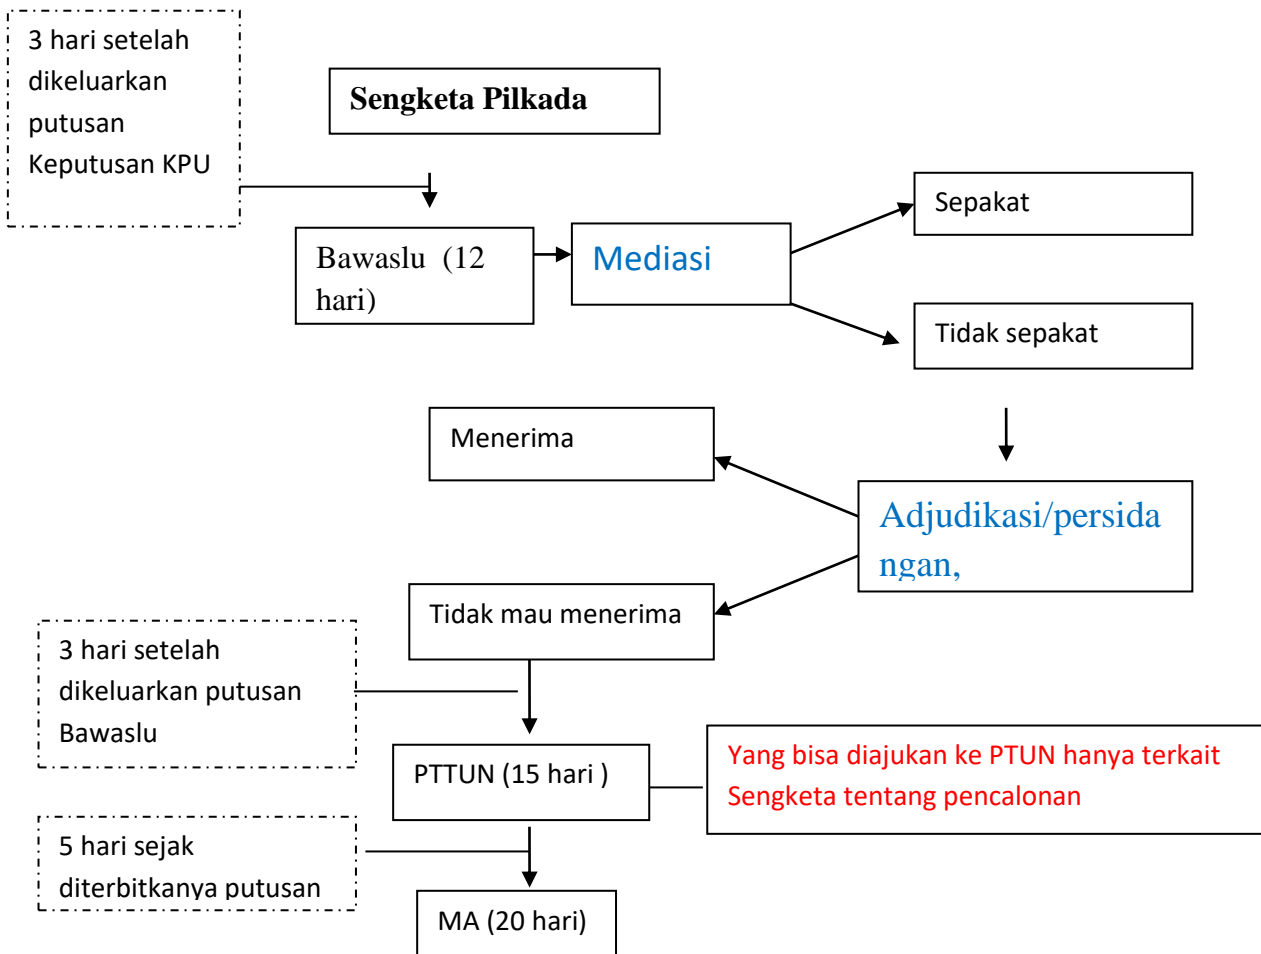 3 hari setelah
dikeluarkan
putusan
Keputusan KPU
Sengketa Pilkada
Sepakat
Bawaslu (12
hari)
Mediasi
Tidak sepakat
Menerima
Adjudikasi/persida
ngan,
Tidak mau menerima
3 hari setelah
dikeluarkan putusan
Bawaslu
PTTUN (15 hari )
Yang bisa diajukan ke PTUN hanya terkait
Sengketa tentang pencalonan
5 hari sejak
diterbitkanya putusan
MA (20 hari)